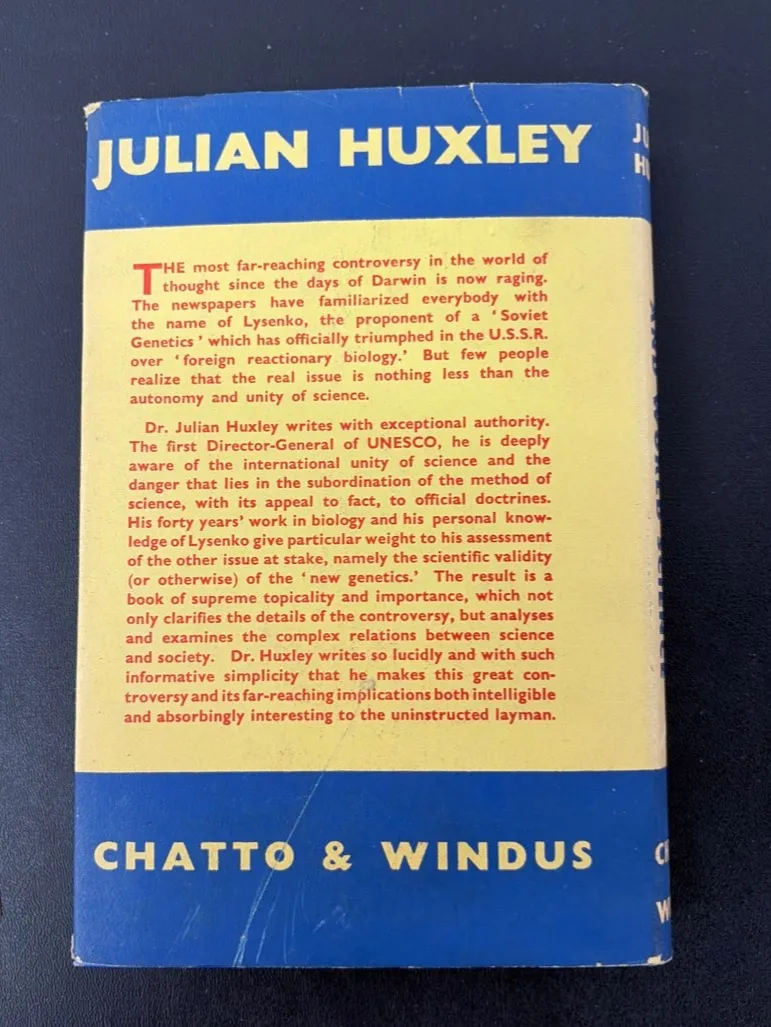 JULIAN HUXLEY
THE most far-reaching controversy in the world of
thought since the days of Darwin is now raging.
The newspapers have familiarized everybody with
the name of Lysenko, the proponent of a ‘ Soviet
Genetics ’ which has officially triumphed in the U.S.S.R.
over ‘ foreign reactionary biology.’ But few people
realize that the real issue is nothing less than the
autonomy and unity of science.
Dr. Julian Huxley writes with exceptional authority.
The first Director-General of UNESCO, he is deeply
aware of the international unity of science and the
danger that lies in the subordination of the method of
science, with its appeal to fact, to official doctrines.
His forty years’ work in biology and his personal know-
ledge of Lysenko give particular weight to his assessment
of the other issue at stake, namely the scientific validity
(or otherwise) of the ‘ new genetics.’ The result is a
book of supreme topicality and importance, which not
only clarifies the details of the controversy, but analyses
and examines the complex relations between science
and society. Dr. Huxley writes so lucidly and with such
informative simplicity that he makes this great con-
troversy and its far-reaching implications both intelligible
and absorbingly interesting to the uninstructed layman.
CHATTO & WINDUS